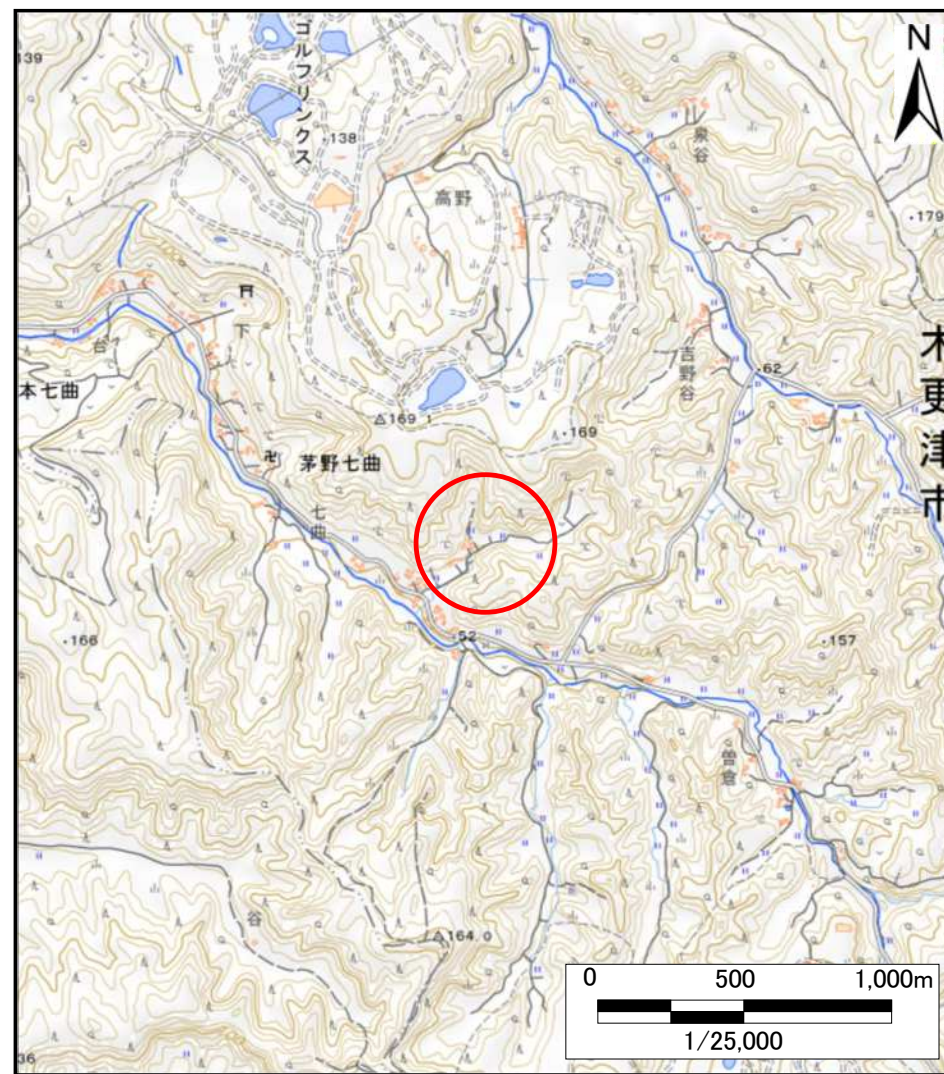 ゴルフリンクス
139
N
138
泉谷
高野
179
下
台
木更津市
吉野谷
62
本七曲
169.1
169
茅野七曲
七曲
52
166
157
曽倉
谷
164.0
36
0 500 1,000m
1/25,000